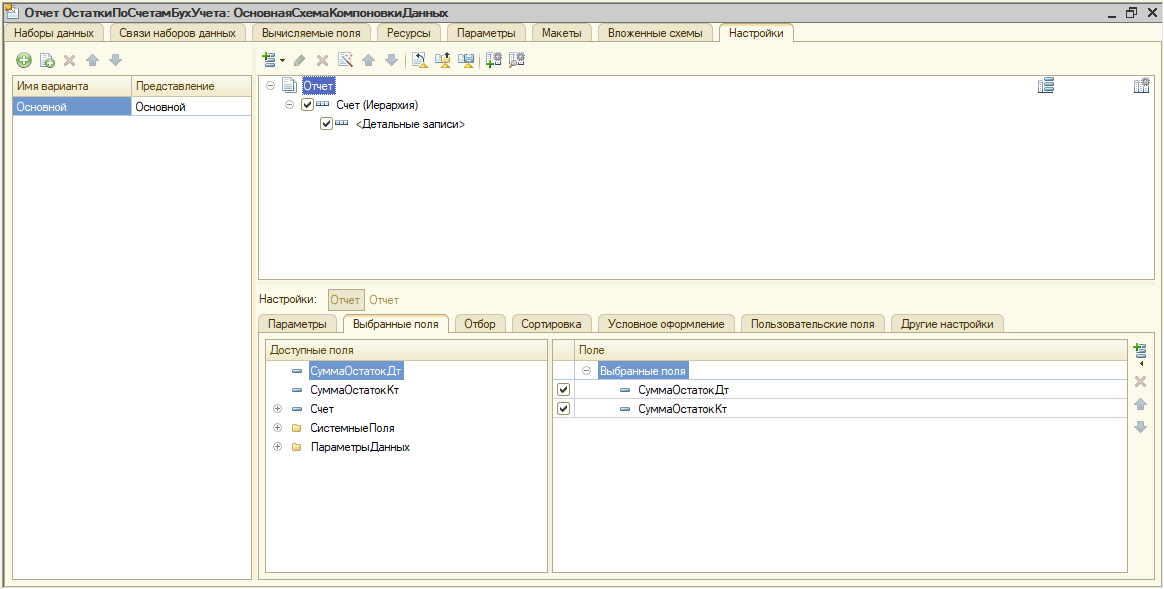 Отчет ОстаткиПоСчетамБухУчета: ОсновнаяСхемаКомпоновкиДанных
Наборы данных Связи наборов данных Вычисляемые поля Ресурсы Параметры Макеты Вложенные схемы Настройки
Имя варианта Представление
Основной Основной
Отчет
Счет (Иерархия)
<Детальные записи>
Настройки: Отчет Отчет
Параметры Выбранные поля Отбор Сортировка Условное оформление Пользовательские поля Другие настройки
Доступные поля
СуммаОстатокДт
СуммаОстатокКт
Счет
СистемныеПоля
ПараметрыДанных
Поле
Выбранные поля
СуммаОстатокДт
СуммаОстатокКт